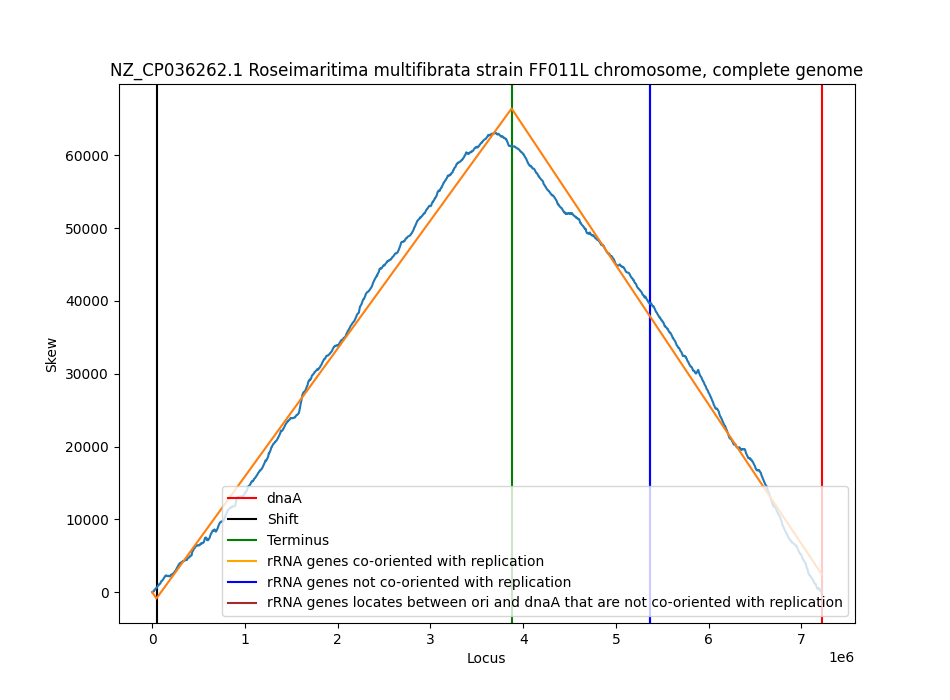 NZ_CP036262.1 Roseimaritima multifibrata strain FF011L chromosome, complete genome
60000
50000
40000
30000
20000
10000
0
Skew
dnaA
Shift
Terminus
rRNA genes co-oriented with replication
rRNA genes not co-oriented with replication
rRNA genes locates between ori and dnaA that are not co-oriented with replication
0 1 2 3 4 5 6 7
1e6
Locus